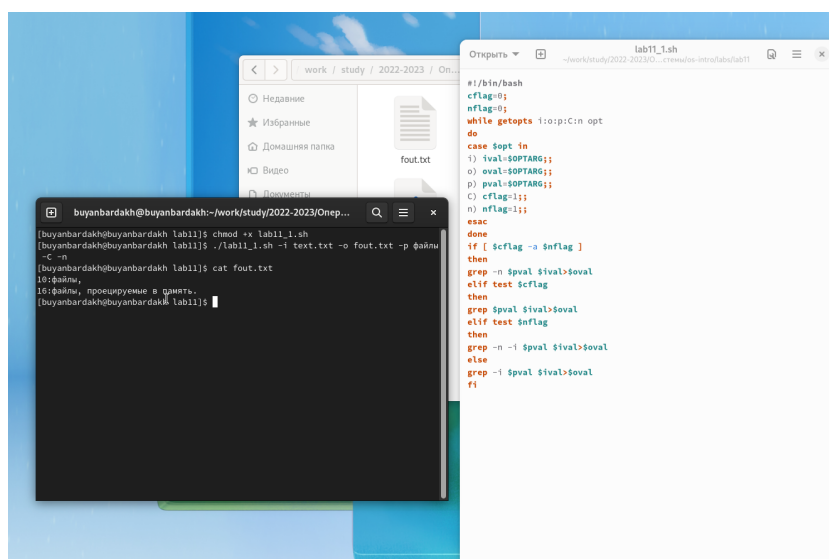 work / study / 2022-2023 / Оп...
Недавние
Избранные
Домашняя папка
Видео
Документы
fout.txt
buyanbardakh@buyanbardakh:~/work/study/2022-2023/Опер...
[buyanbardakh@buyanbardakh lab11]$ chmod +x lab11_1.sh
[buyanbardakh@buyanbardakh lab11]$ ./lab11_1.sh -i text.txt -o fout.txt -p файлы
-C -n
[buyanbardakh@buyanbardakh lab11]$ cat fout.txt
10:файлы,
16:файлы, проецируемые в память.
[buyanbardakh@buyanbardakh lab11]$
Открыть
lab11_1.sh
~/work/study/2022-2023/О...стемы/os-intro/labs/lab11
#!/bin/bash
cflag=0;
nflag=0;
while getopts i:o:p:C:n opt
do
case $opt in
i) ival=$OPTARG;;
o) oval=$OPTARG;;
p) pval=$OPTARG;;
C) cflag=1;;
n) nflag=1;;
esac
done
if [ $cflag -a $nflag ]
then
grep -n $pval $ival>$oval
elif test $cflag
then
grep $pval $ival>$oval
elif test $nflag
then
grep -n -i $pval $ival>$oval
else
grep -i $pval $ival>$oval
fi